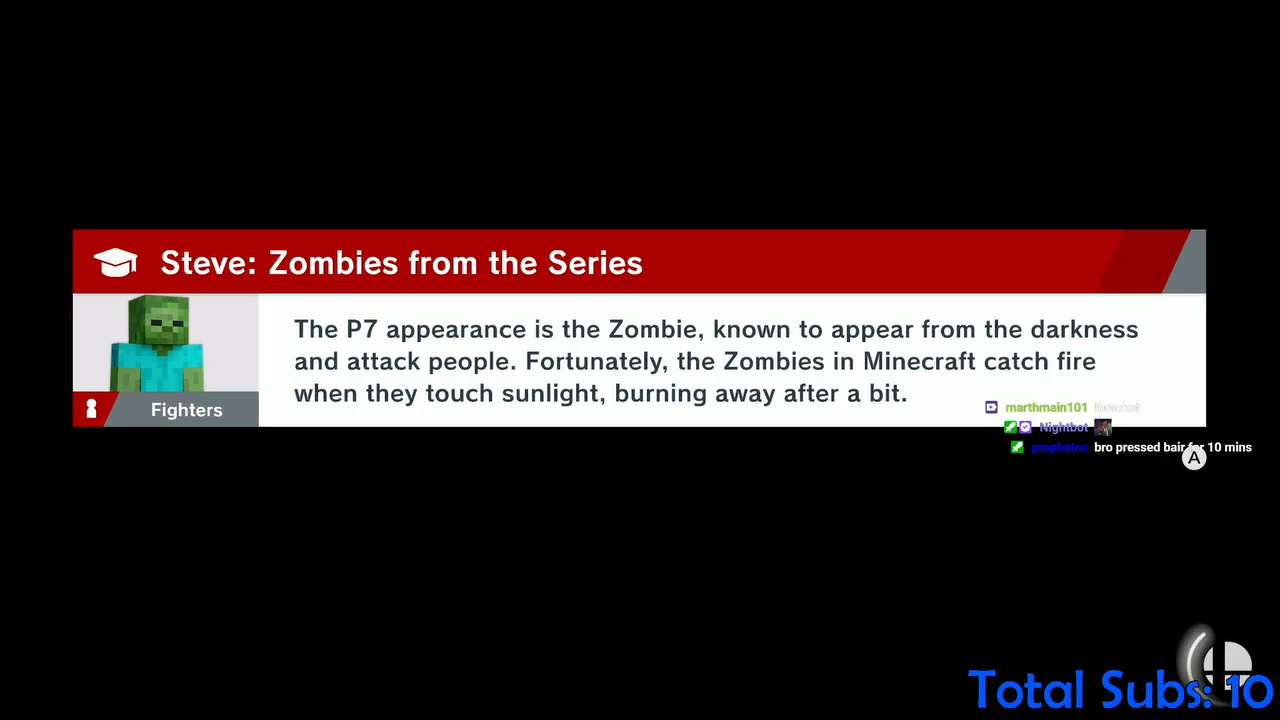 Steve: Zombies from the Series
The P7 appearance is the Zombie, known to appear from the darkness
and attack people. Fortunately, the Zombies in Minecraft catch fire
when they touch sunlight, burning away after a bit.
Fighters
marthmain101
Nightbot
prophetnc bro pressed bair for 10 mins
A
Total Subs: 10